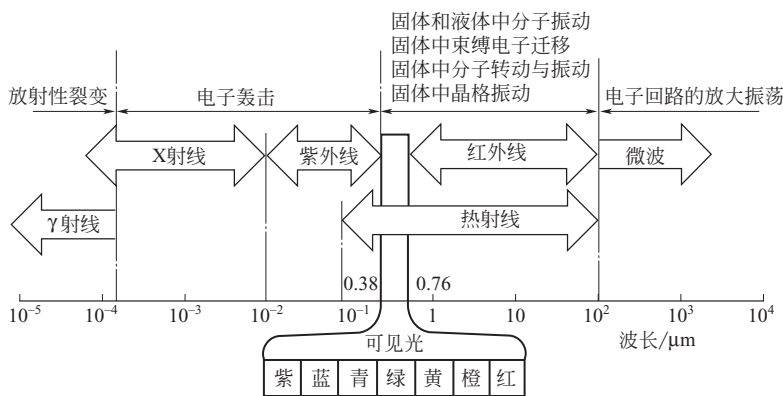 固体和液体中分子振动
固体中束缚电子迁移
固体中分子转动与振动
固体中晶格振动
放射性裂变
电子轰击
电子回路的放大振荡
X射线
紫外线
红外线
微波
γ射线
热射线
0.38
0.76
10⁻⁵
10⁻⁴
10⁻³
10⁻²
10⁻¹
1
10
10²
10³
10⁴
波长/μm
可见光
紫 蓝 青 绿 黄 橙 红